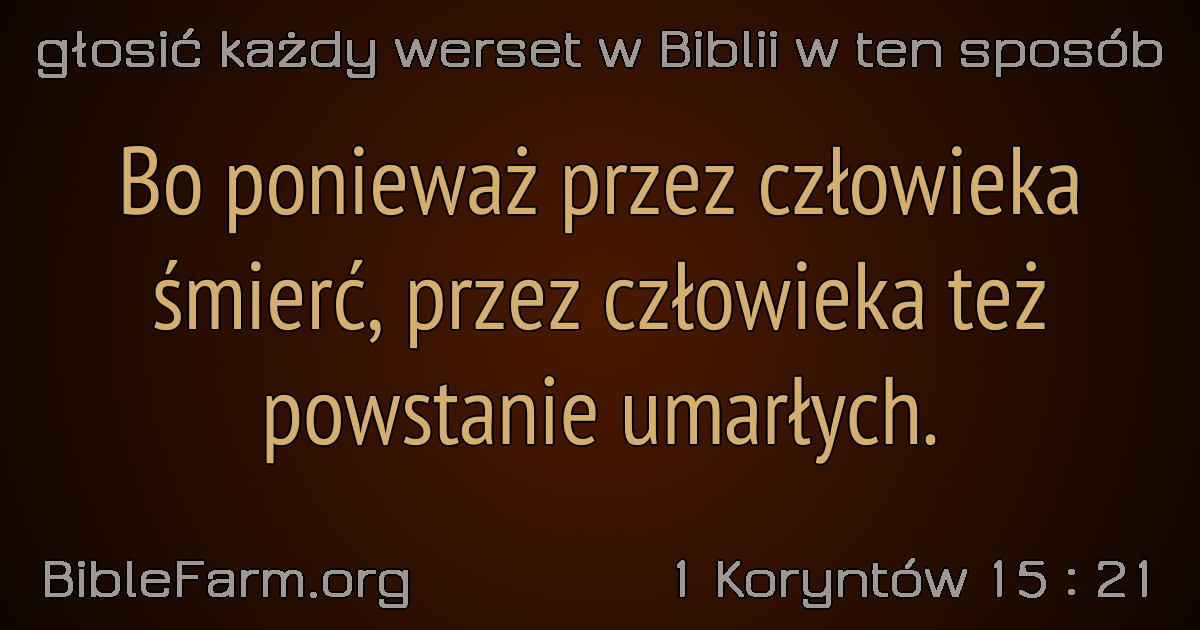 głosić każdy werset w Biblii w ten sposób
Bo ponieważ przez człowieka
śmierć, przez człowieka też
powstanie umarłych.
BibleFarm.org
1 Koryntów 15 : 21